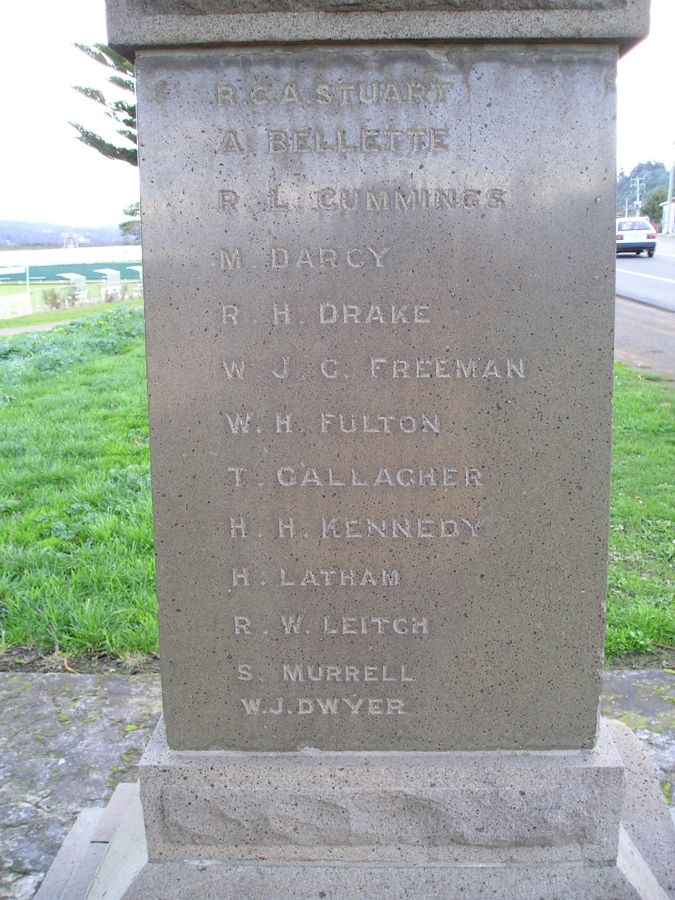 R.C.A. STUART
A. BELLETTE
R. L. CUMMINGS
M. DARCY
R. H. DRAKE
W. J. C. FREEMAN
W. H. FULTON
T. GALLAGHER
H. H. KENNEDY
H. LATHAM
R. W. LEITCH
S. MURRELL
W.J. DWYER